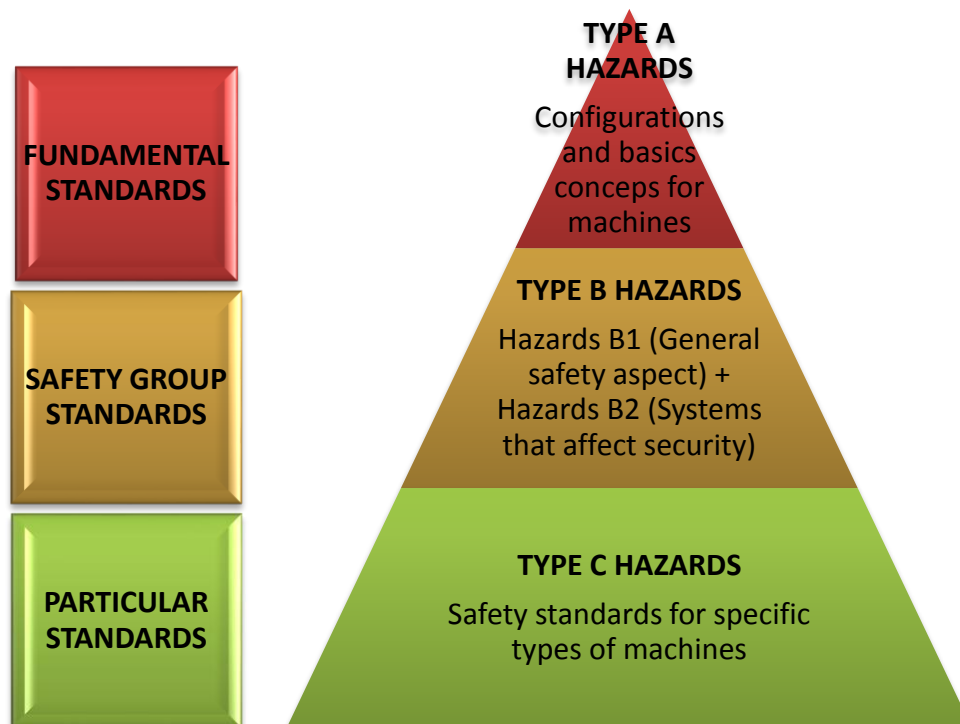 FUNDAMENTAL
STANDARDS
TYPE A
HAZARDS
Configurations
and basics
conceps for
machines
SAFETY GROUP
STANDARDS
TYPE B HAZARDS
Hazards B1 (General
safety aspect) +
Hazards B2 (Systems
that affect security)
PARTICULAR
STANDARDS
TYPE C HAZARDS
Safety standards for specific
types of machines